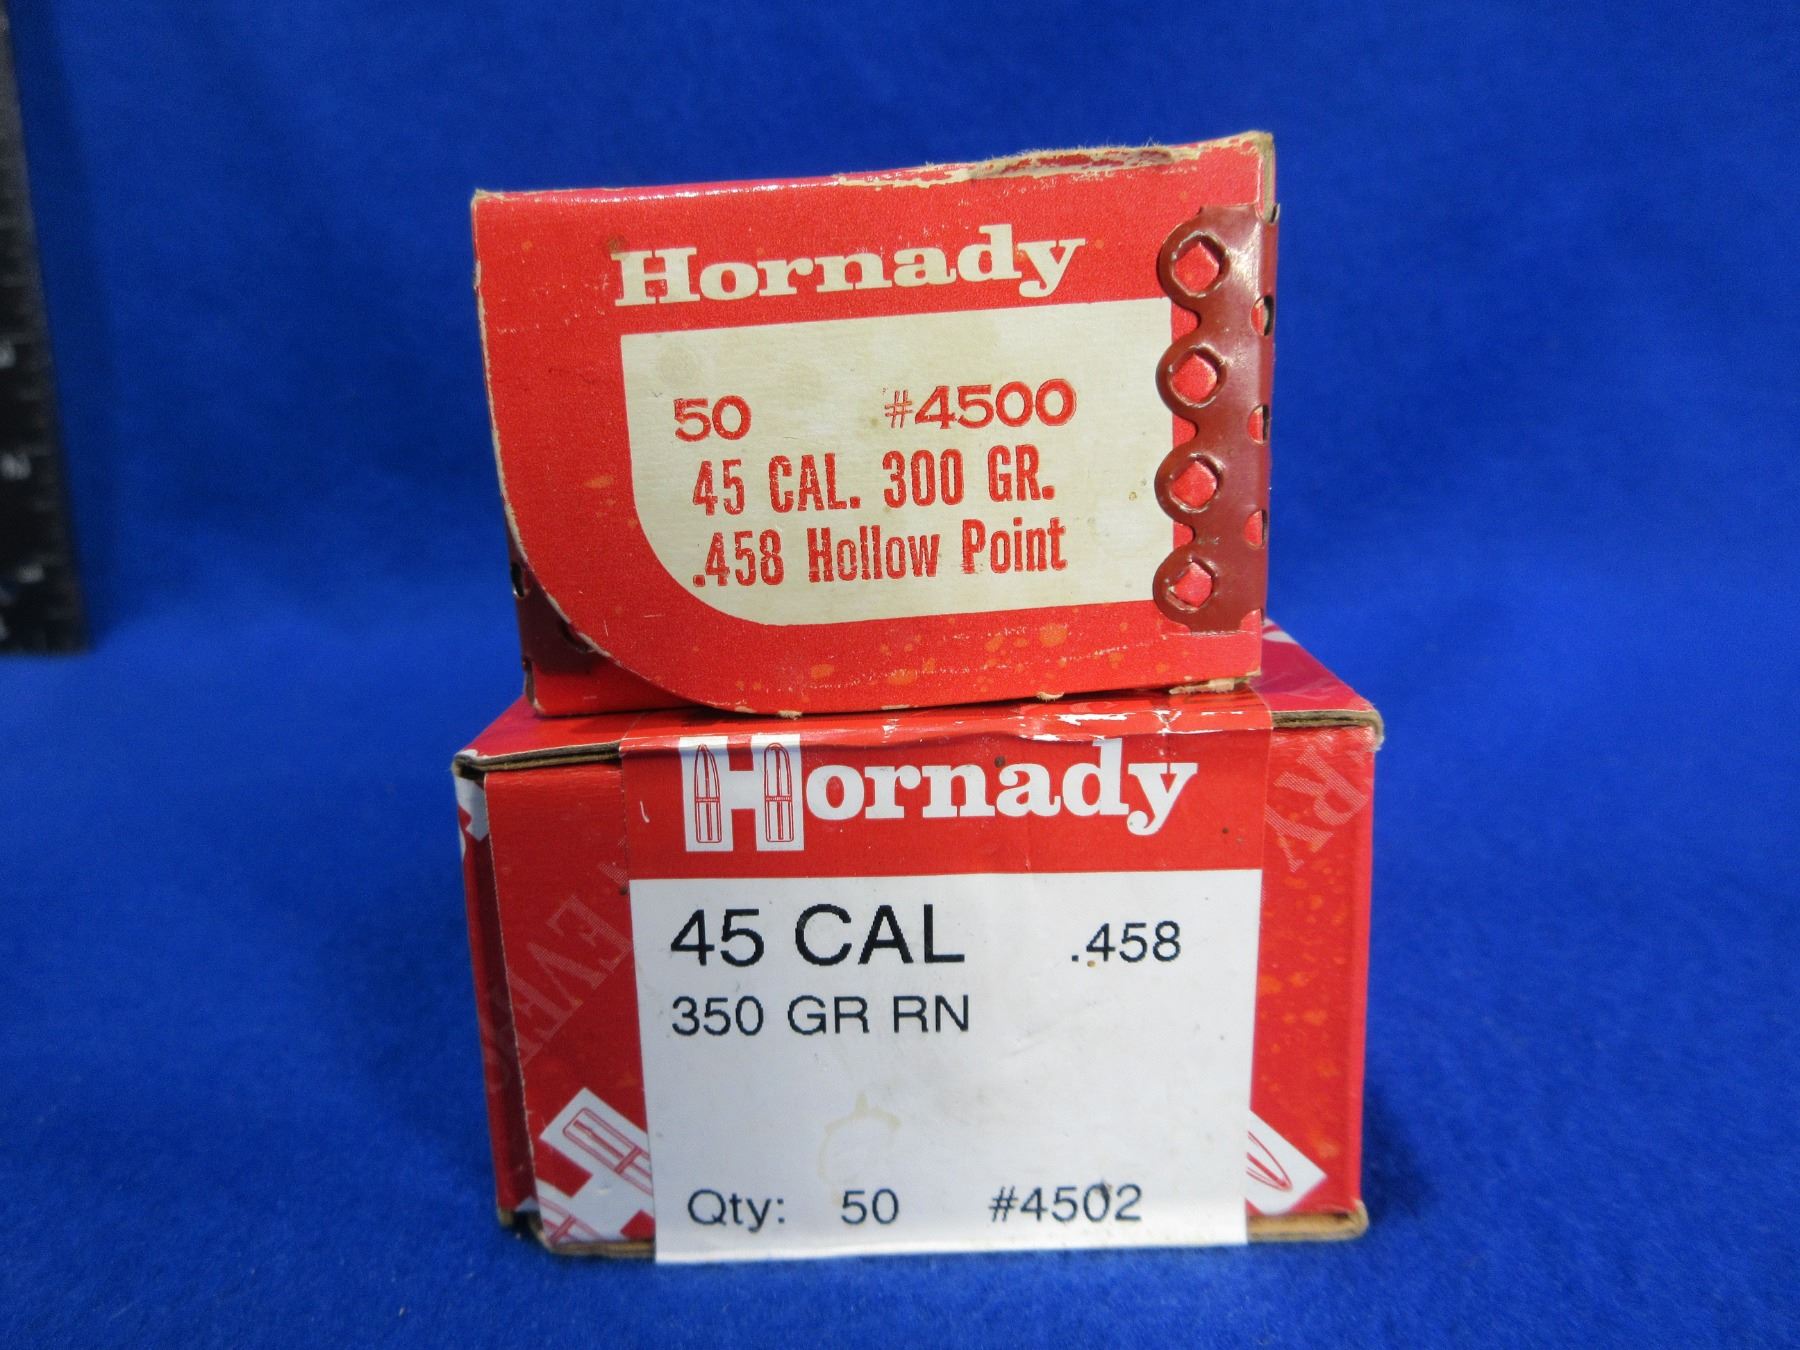 Hornady
50 #4500
45 CAL. 300 GR.
.458 Hollow Point
Hornady
45 CAL .458
350 GR RN
Qty: 50 #4502